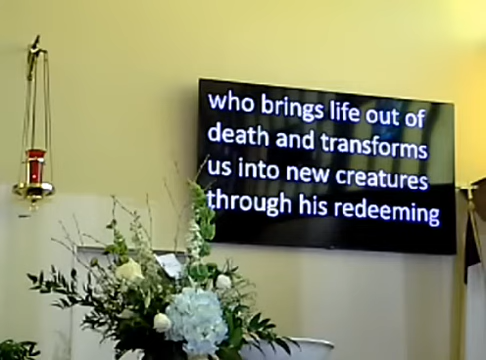 who brings life out of
death and transforms
us into new creatures
through his redeeming